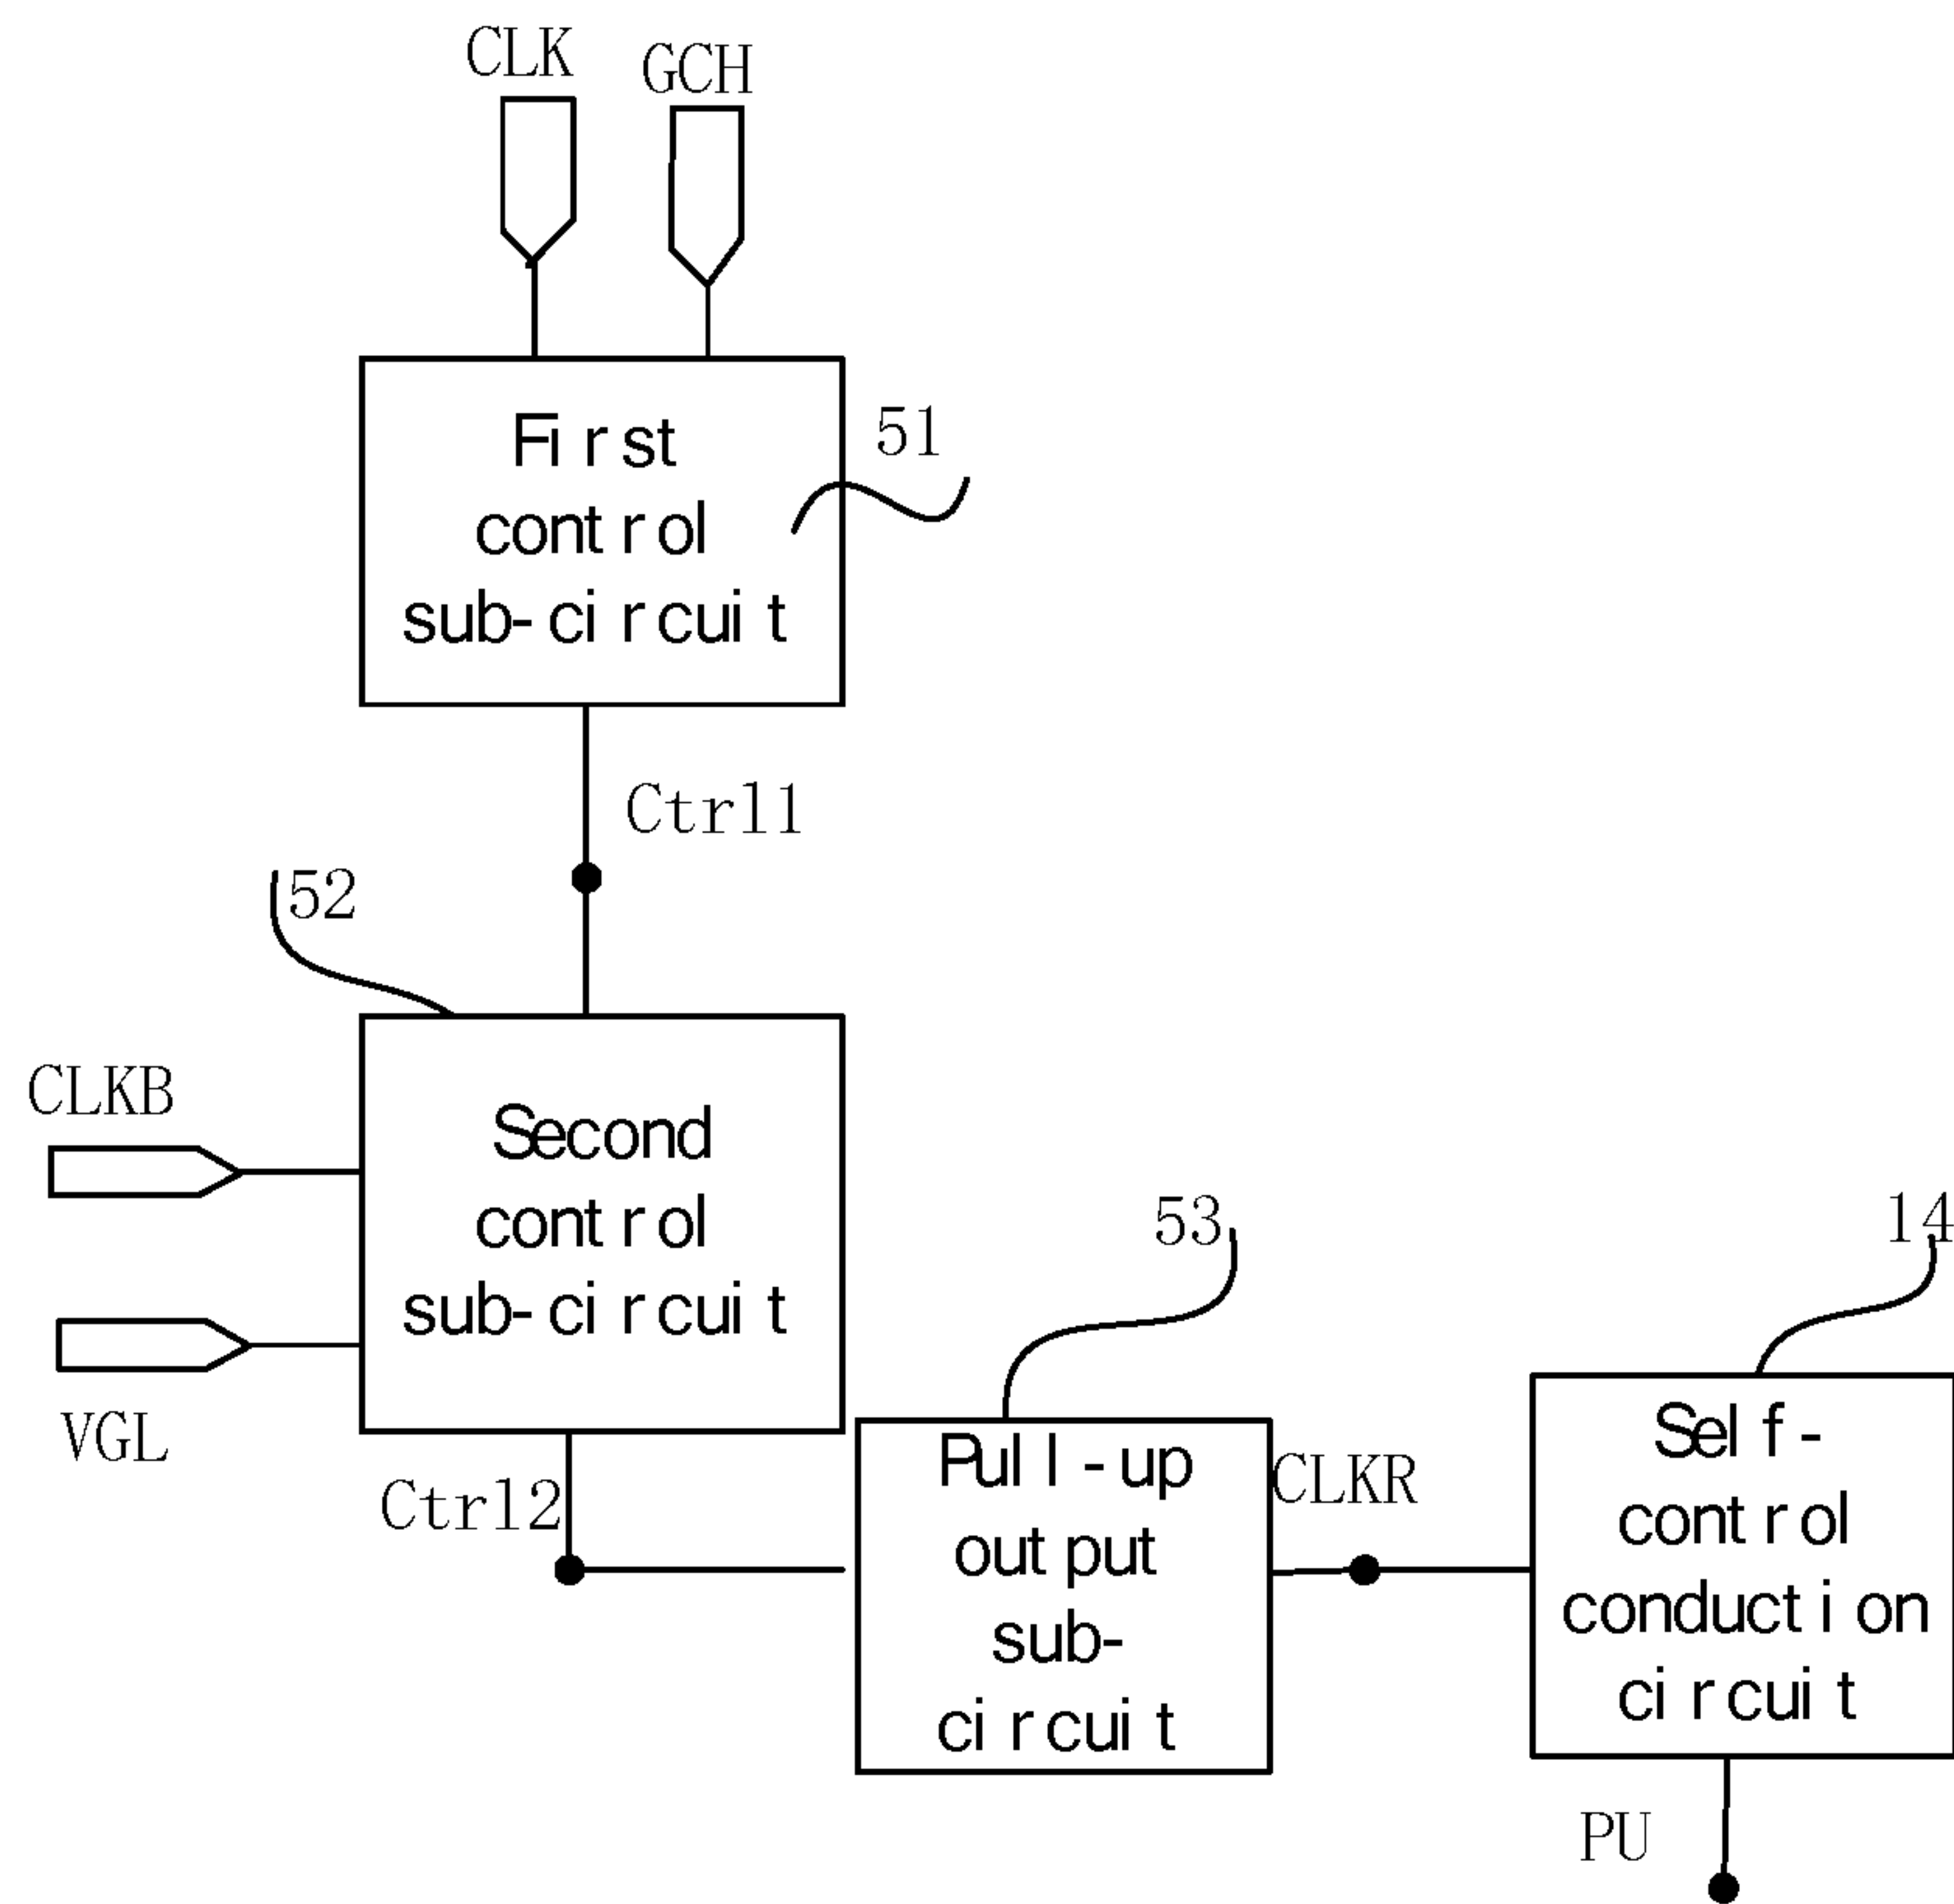 CLK
GCH
First
control
sub-circuit
51
Ctrl1
52
CLKB
Second
control
sub-circuit
VGL
Ctrl2
53
Pull-up
output
sub-
circuit
CLKR
14
Self-
control
conduction
circuit
PU